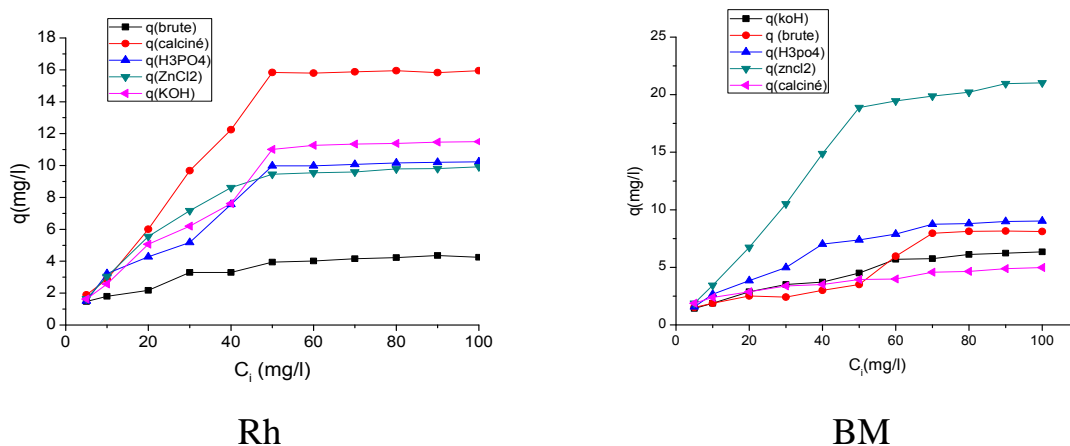 q(brute)
q(calciné)
q(H3PO4)
q(ZnCl2)
q(KOH)
18
16
14
12
10
8
6
4
2
0
q(mg/l)
0
20
40
60
80
100
C_i (mg/l)
Rh
q(koH)
q (brute)
q(H3po4)
q(zncl2)
q(calciné)
25
20
15
10
5
0
q(mg/l)
0
20
40
60
80
100
C_i(mg/l)
BM